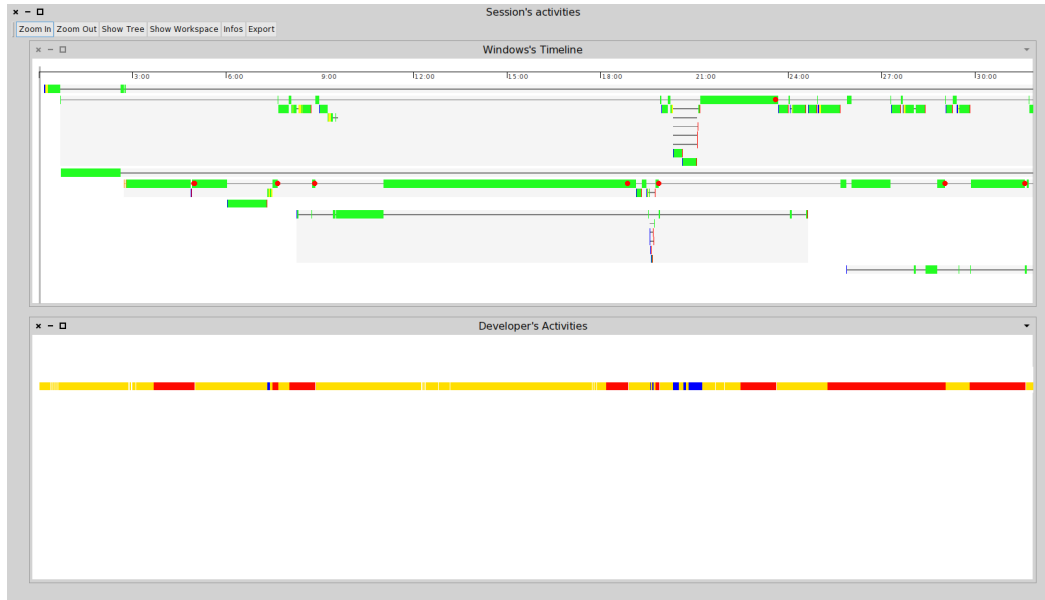 Session's activities
Zoom In Zoom Out Show Tree Show Workspace Infos Export
Windows's Timeline
3:00 6:00 9:00 12:00 15:00 18:00 21:00 24:00 27:00 30:00
Developer's Activities